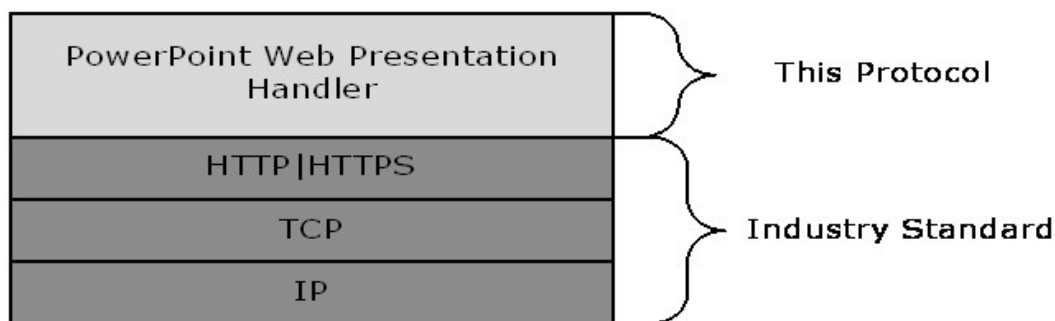 PowerPoint Web Presentation
Handler
This Protocol
HTTP|HTTPS
TCP
Industry Standard
IP